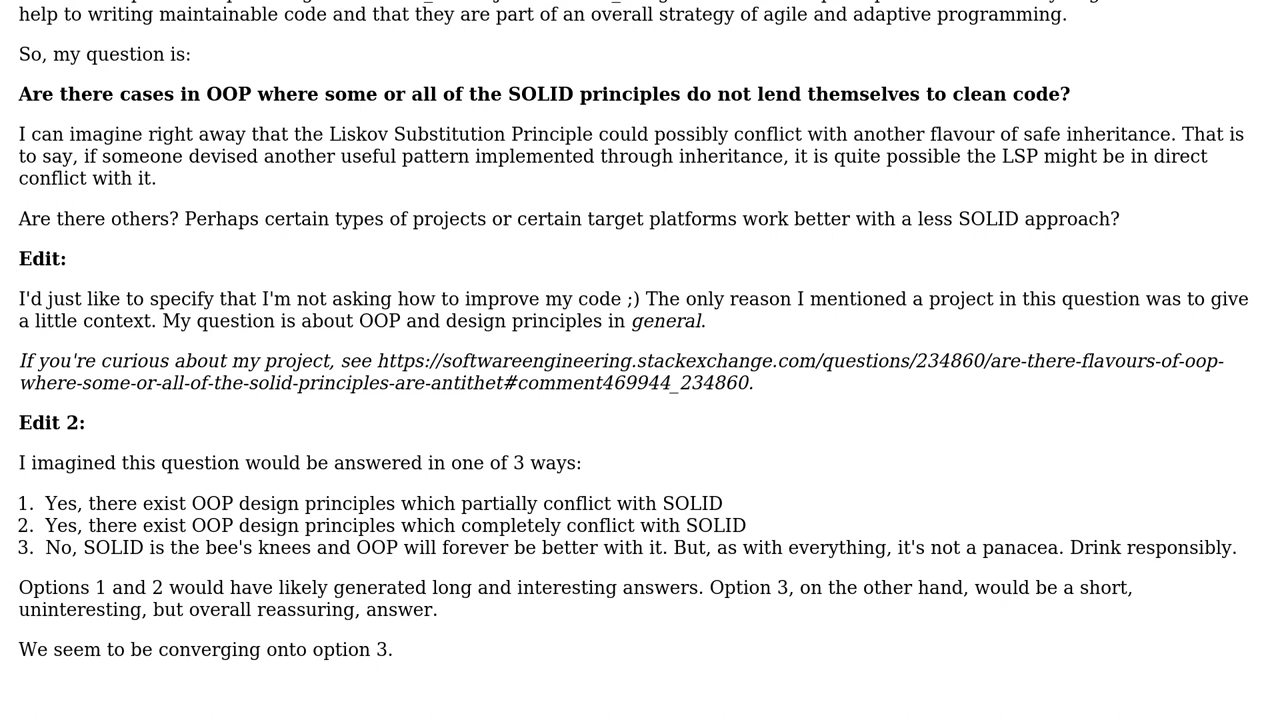 help to writing maintainable code and that they are part of an overall strategy of agile and adaptive programming.
So, my question is:
Are there cases in OOP where some or all of the SOLID principles do not lend themselves to clean code?
I can imagine right away that the Liskov Substitution Principle could possibly conflict with another flavour of safe inheritance. That is
to say, if someone devised another useful pattern implemented through inheritance, it is quite possible the LSP might be in direct
conflict with it.
Are there others? Perhaps certain types of projects or certain target platforms work better with a less SOLID approach?
Edit:
I'd just like to specify that I'm not asking how to improve my code ;) The only reason I mentioned a project in this question was to give
a little context. My question is about OOP and design principles in general.
If you're curious about my project, see https://softwareengineering.stackexchange.com/questions/234860/are-there-flavours-of-oop-
where-some-or-all-of-the-solid-principles-are-antithet#comment469944_234860.
Edit 2:
I imagined this question would be answered in one of 3 ways:
1. Yes, there exist OOP design principles which partially conflict with SOLID
2. Yes, there exist OOP design principles which completely conflict with SOLID
3. No, SOLID is the bee's knees and OOP will forever be better with it. But, as with everything, it's not a panacea. Drink responsibly.
Options 1 and 2 would have likely generated long and interesting answers. Option 3, on the other hand, would be a short,
uninteresting, but overall reassuring, answer.
We seem to be converging onto option 3.